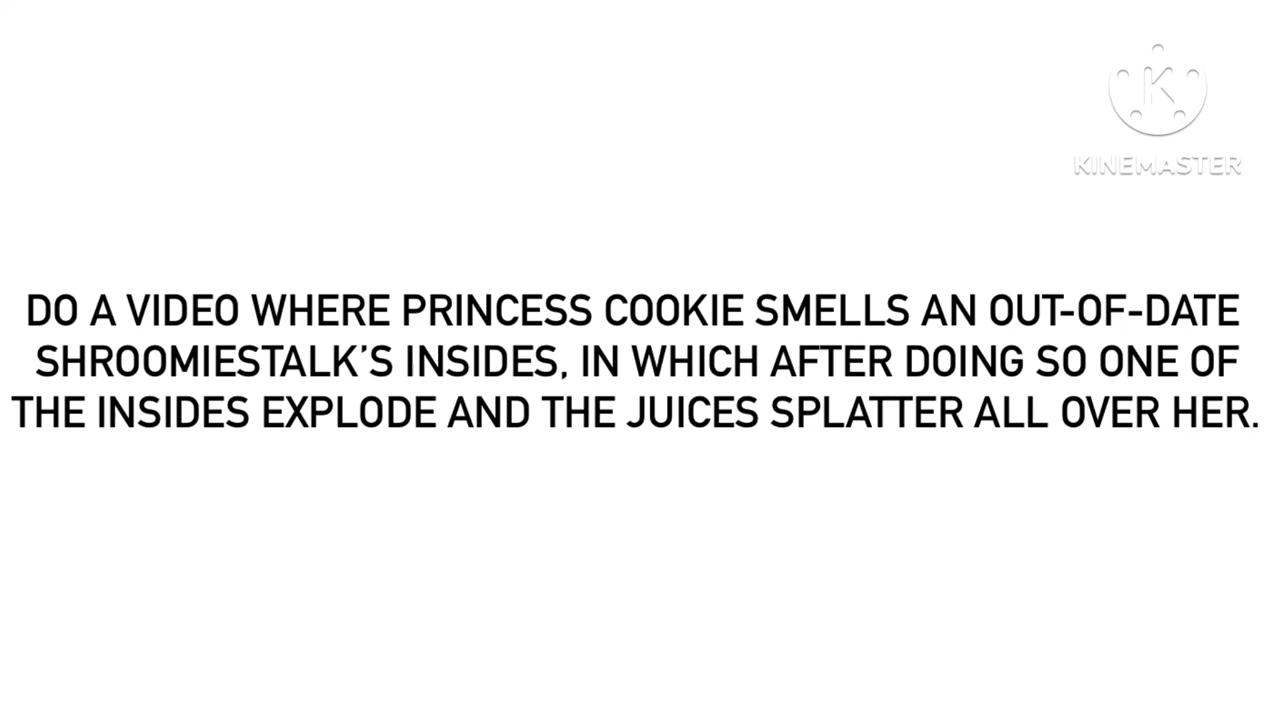 KINEMASTER
DO A VIDEO WHERE PRINCESS COOKIE SMELLS AN OUT-OF-DATE
SHROOMIESTALK’S INSIDES, IN WHICH AFTER DOING SO ONE OF
THE INSIDES EXPLODE AND THE JUICES SPLATTER ALL OVER HER.